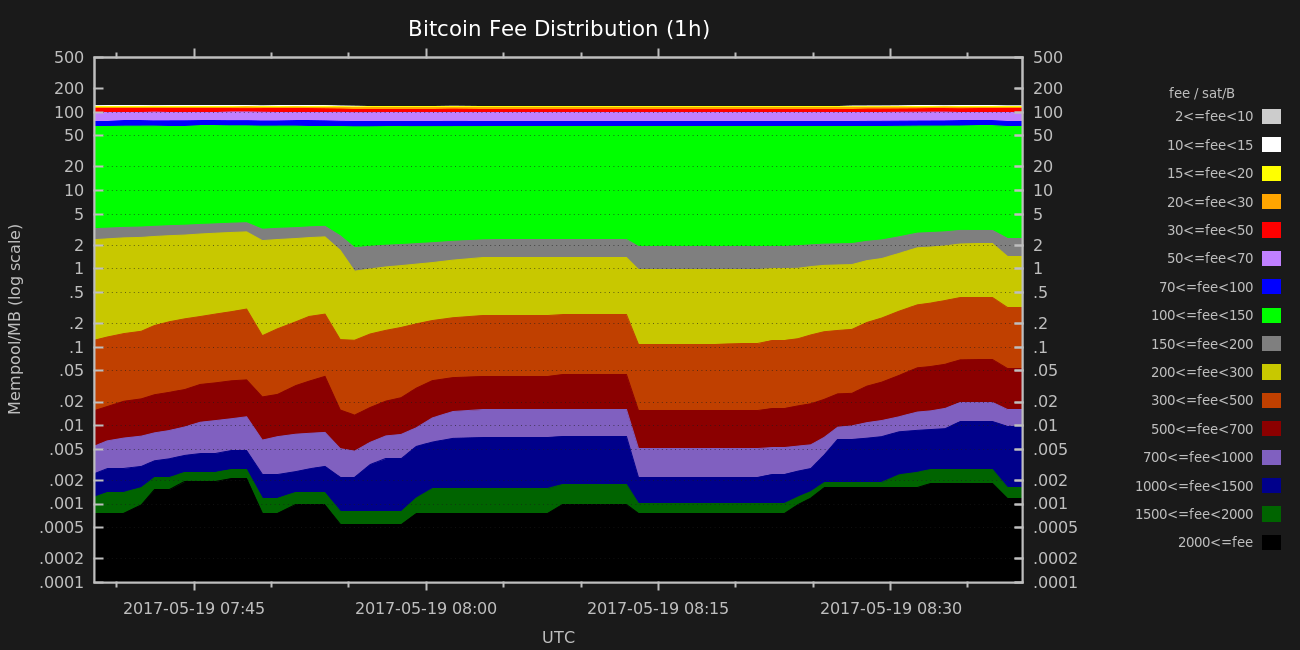 Bitcoin Fee Distribution (1h)
Mempool/MB (log scale)
500
200
100
50
20
10
5
2
1
.5
.2
.1
.05
.02
.01
.005
.002
.001
.0005
.0002
.0001
500
200
100
50
20
10
5
2
1
.5
.2
.1
.05
.02
.01
.005
.002
.001
.0005
.0002
.0001
2017-05-19 07:45
2017-05-19 08:00
2017-05-19 08:15
2017-05-19 08:30
UTC
fee / sat/B
2<=fee<10
10<=fee<15
15<=fee<20
20<=fee<30
30<=fee<50
50<=fee<70
70<=fee<100
100<=fee<150
150<=fee<200
200<=fee<300
300<=fee<500
500<=fee<700
700<=fee<1000
1000<=fee<1500
1500<=fee<2000
2000<=fee